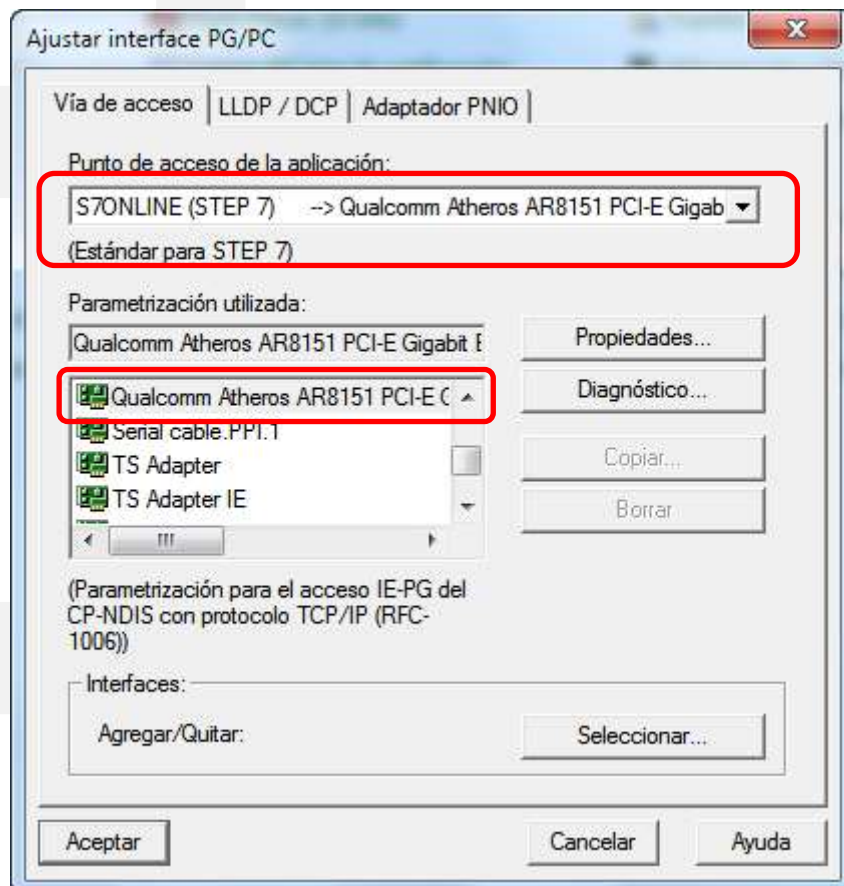 Ajustar interface PG/PC
Vía de acceso LLDP / DCP Adaptador PNIO
Punto de acceso de la aplicación:
S7ONLINE (STEP 7) --> Qualcomm Atheros AR8151 PCI-E Gigab
(Estándar para STEP 7)
Parametrización utilizada:
Qualcomm Atheros AR8151 PCI-E Gigabit E
Propiedades...
Qualcomm Atheros AR8151 PCI-E G
Diagnóstico...
Serial cable.PPI.1
TS Adapter
Copiar...
TS Adapter IE
Borrar
(Parametrización para el acceso IE-PG del
CP-NDIS con protocolo TCP/IP (RFC-
1006))
Interfaces:
Agregar/Quitar:
Seleccionar...
Aceptar
Cancelar
Ayuda